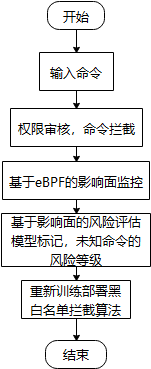 开始
输入命令
权限审核，命令拦截
基于eBPF的影响面监控
基于影响面的风险评估
模型标记，未知命令的
风险等级
重新训练部署黑
白名单拦截算法
结束